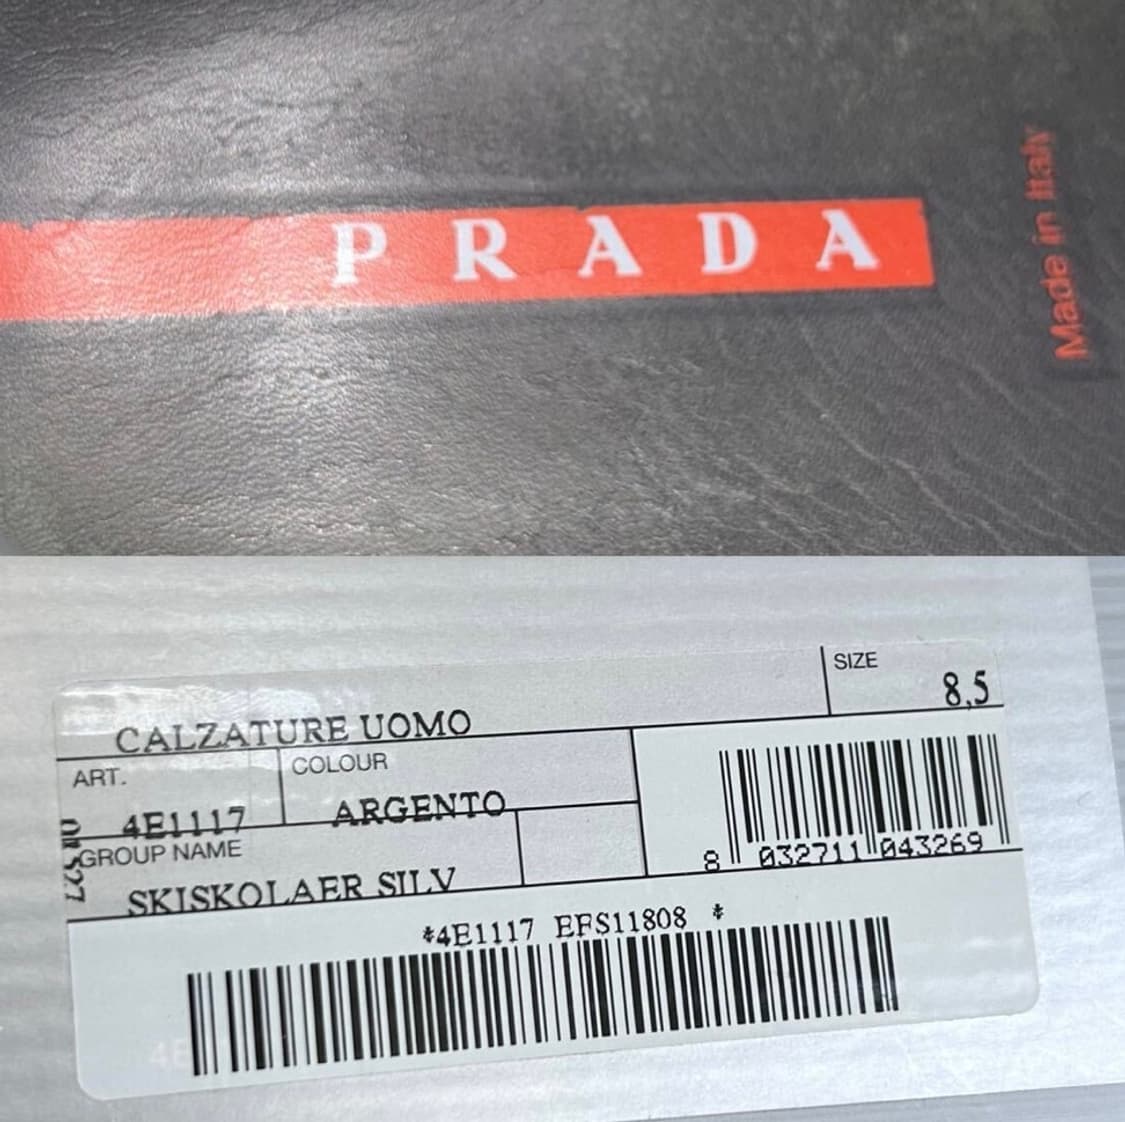 PRADA
Made in Italy
SIZE
8,5
CALZATURE UOMO
ART.
COLOUR
4E1117
ARGENTO
GROUP NAME
SKISKOLAER SILV
8 032711 043269
*4E1117 EFS11808 *
4E